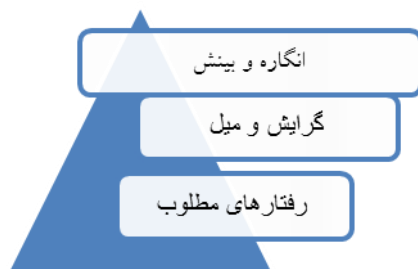 انگاره و بینش
گرایش و میل
رفتارهای مطلوب